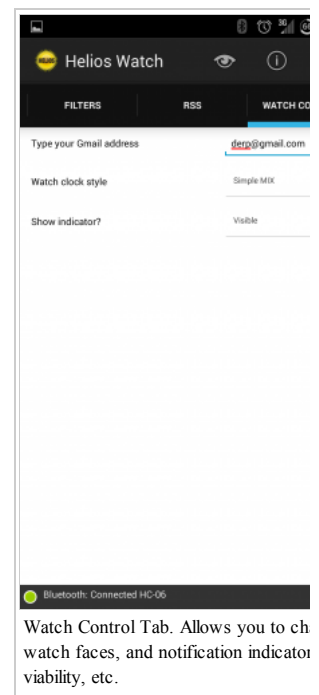 3G
Helios Watch
FILTERS RSS WATCH CO
Type your Gmail address derp@gmail.com
Watch clock style Simple MIX
Show indicator? Visible
Bluetooth: Connected HC-06
Watch Control Tab. Allows you to cha
watch faces, and notification indicator
viability, etc.